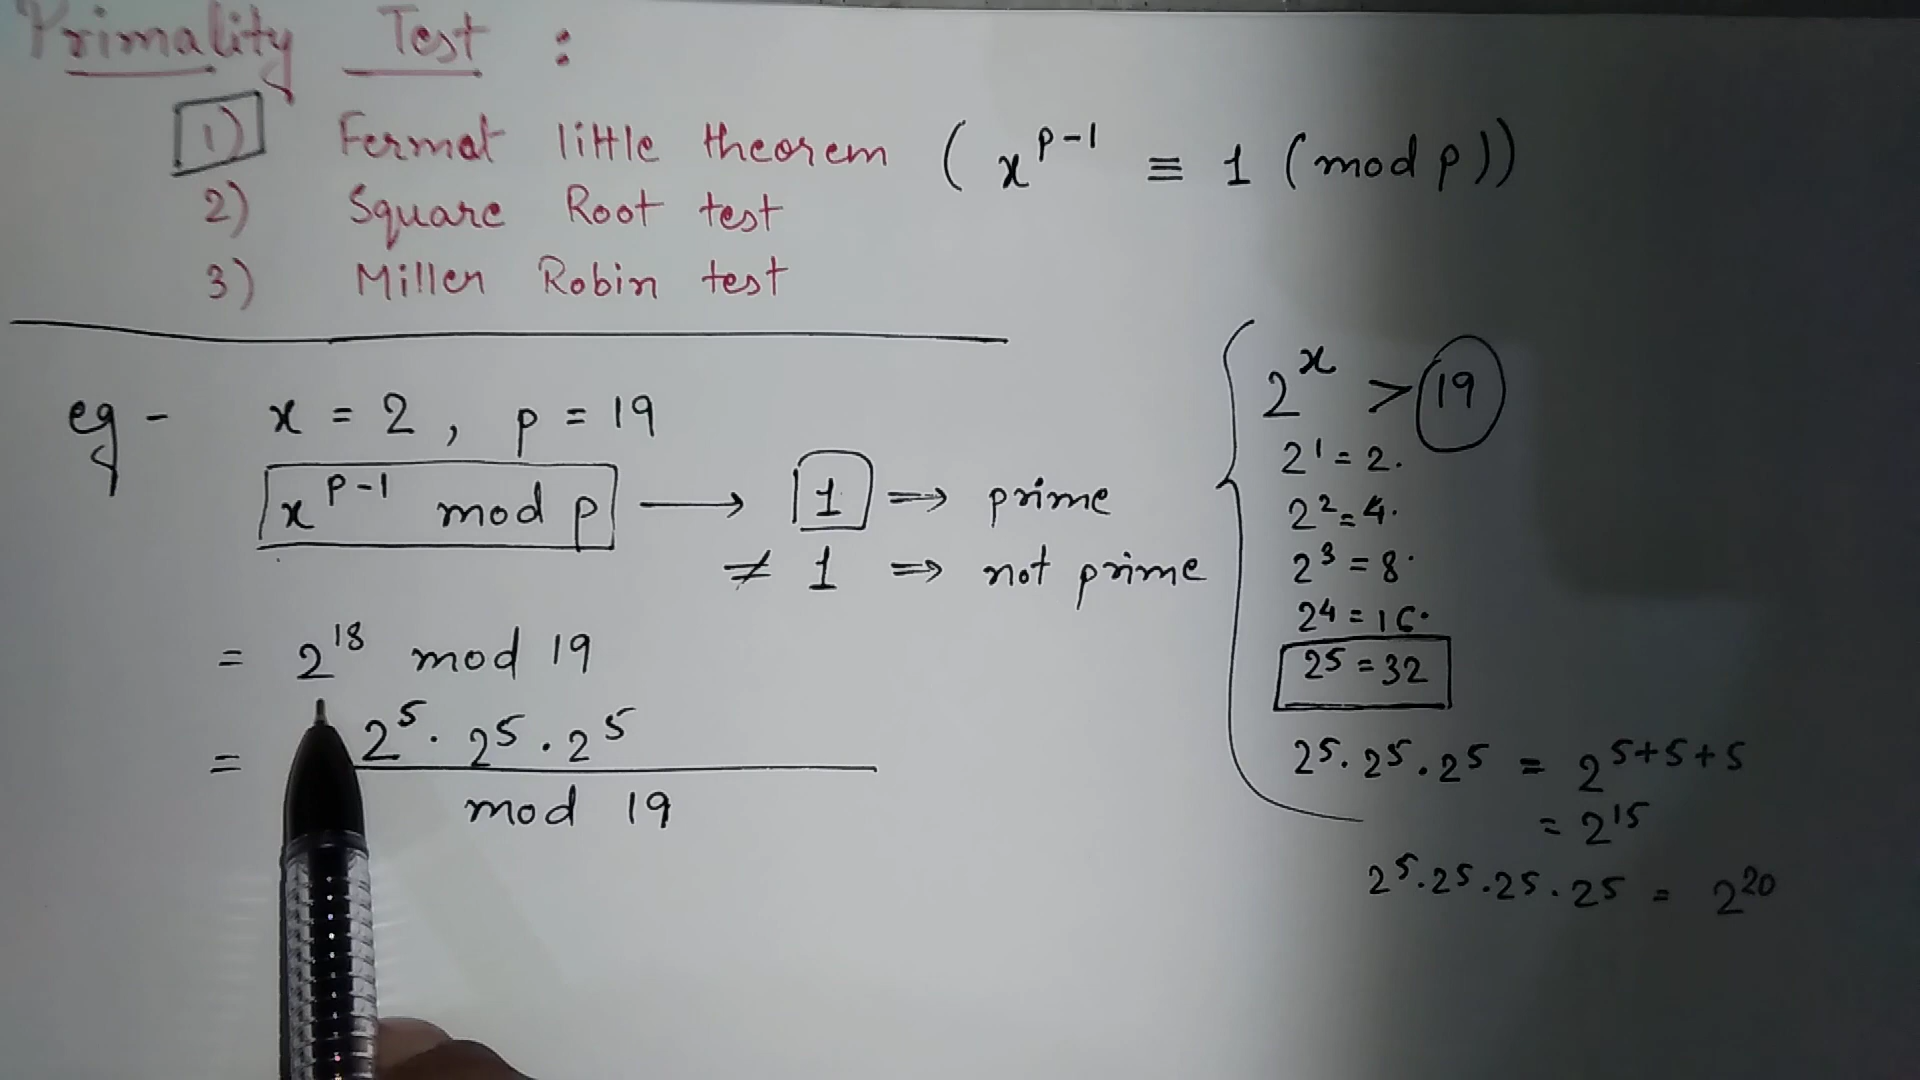 Primality Test :
1) Fermat little theorem ( x^{p-1} ≡ 1 (mod p))
2) Square Root test
3) Miller Robin test
eg - x = 2 , p = 19
x^{p-1} mod p → 1 ⇒ prime
≠ 1 ⇒ not prime
= 2^{18} mod 19
= 2^5 . 2^5 . 2^5
mod 19
2^x > 19
2^1 = 2.
2^2 = 4.
2^3 = 8.
2^4 = 16.
2^5 = 32
2^5 . 2^5 . 2^5 = 2^{5+5+5}
= 2^{15}
2^5 . 2^5 . 2^5 . 2^5 = 2^{20}